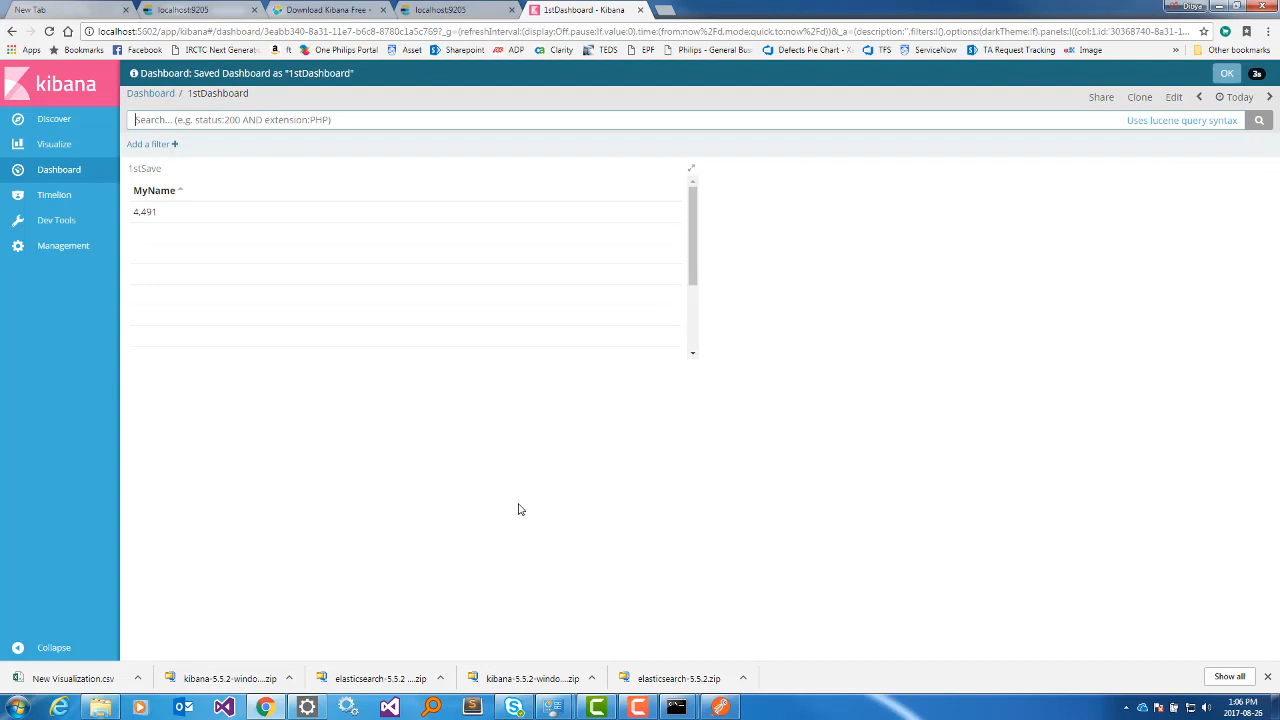 New Tab
localhost:9205
Download Kibana Free -
localhost:9205
1stDashboard - Kibana
Dibya
localhost:5602/app/kibana#/dashboard/3eabb340-8a31-11e7-b6c8-8780c1a5c769?_g=(refreshInterval:(display:Off,pause:!f,value:0),time:(from:now%2Fd,mode:quick,to:now%2Fd))&_a=(description:'',filters:!(),options:(darkTheme:!f),panels:!((col:1,id:'30368740-8a31-1...
Apps
Bookmarks
Facebook
IRCTC Next Generati
ft
One Philips Portal
Asset
Sharepoint
ADP
Clarity
TEDS
EPF
Philips - General Busi
Defects Pie Chart -
TFS
ServiceNow
TA Request Tracking
Image
Other bookmarks
kibana
Discover
Visualize
Dashboard
Timelion
Dev Tools
Management
Collapse
Dashboard: Saved Dashboard as "1stDashboard"
OK
3s
Dashboard / 1stDashboard
Share
Clone
Edit
Today
Search... (e.g. status:200 AND extension:PHP)
Uses lucene query syntax
Add a filter +
1stSave
MyName
4,491
New Visualization.csv
kibana-5.5.2-windo....zip
elasticsearch-5.5.2 ....zip
kibana-5.5.2-windo....zip
elasticsearch-5.5.2.zip
Show all
1:06 PM
2017-08-26